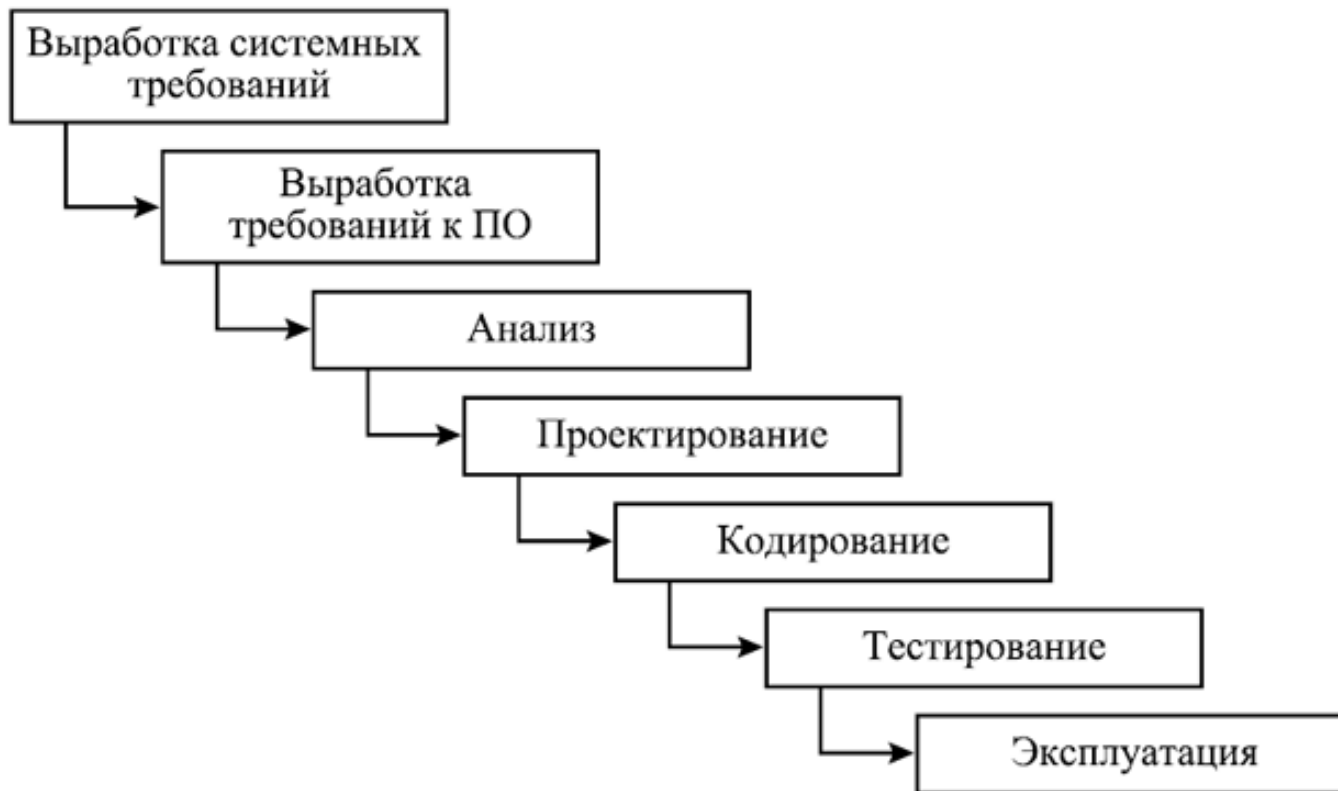 Выработка системных
требований
Выработка
требований к ПО
Анализ
Проектирование
Кодирование
Тестирование
Эксплуатация